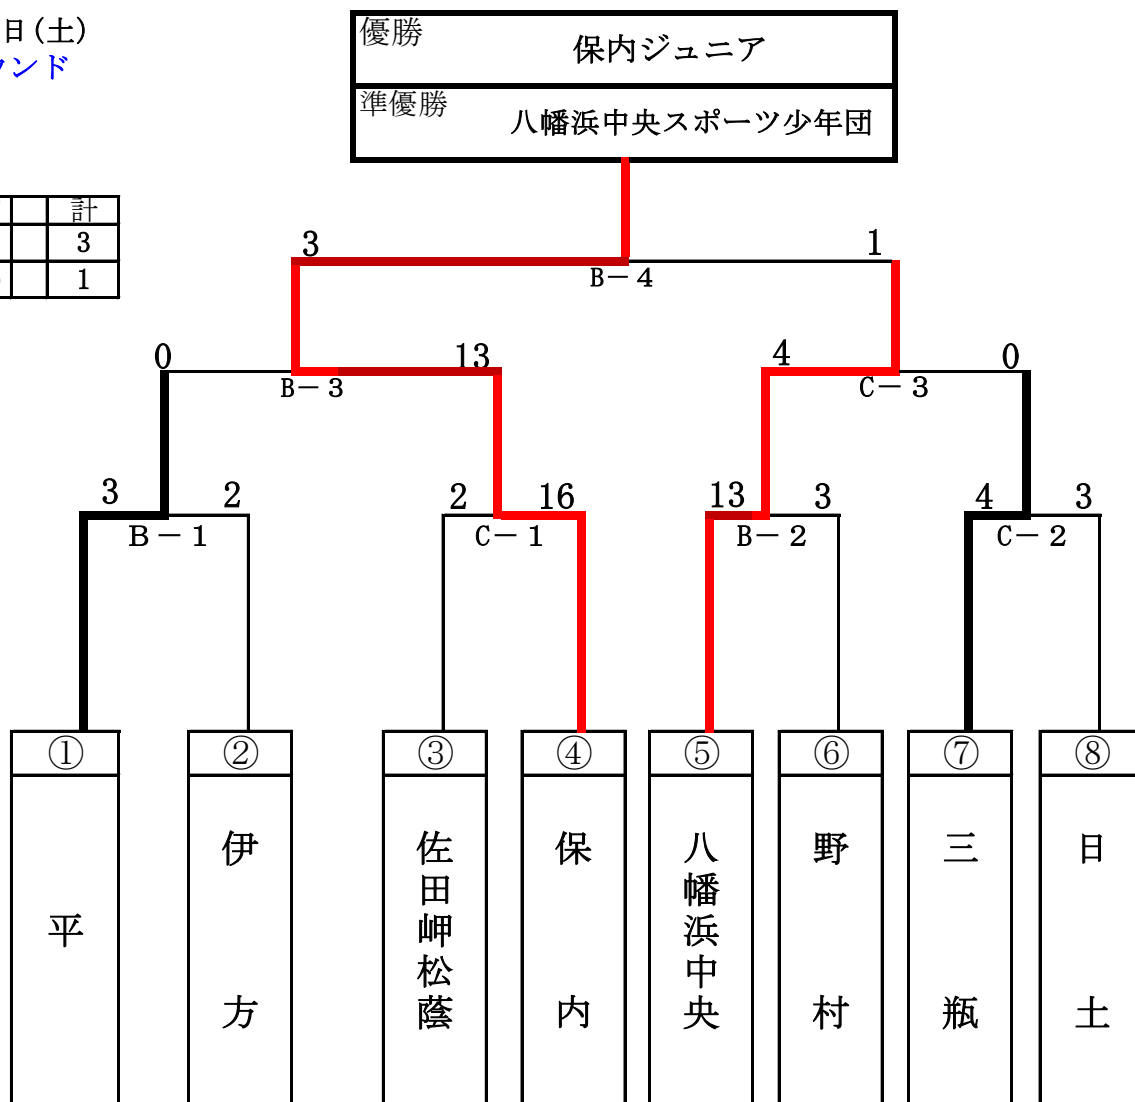 日(土)
ウンド
優勝 保内ジュニア
準優勝 八幡浜中央スポーツ少年団
計
3
1
3 1
B－4
0 13 4 0
B－3 C－3
3 2 2 16 13 3 4 3
B－1 C－1 B－2 C－2
① ② ③ ④ ⑤ ⑥ ⑦ ⑧
平
伊方
佐田岬松蔭
保内
八幡浜中央
野村
三瓶
日土